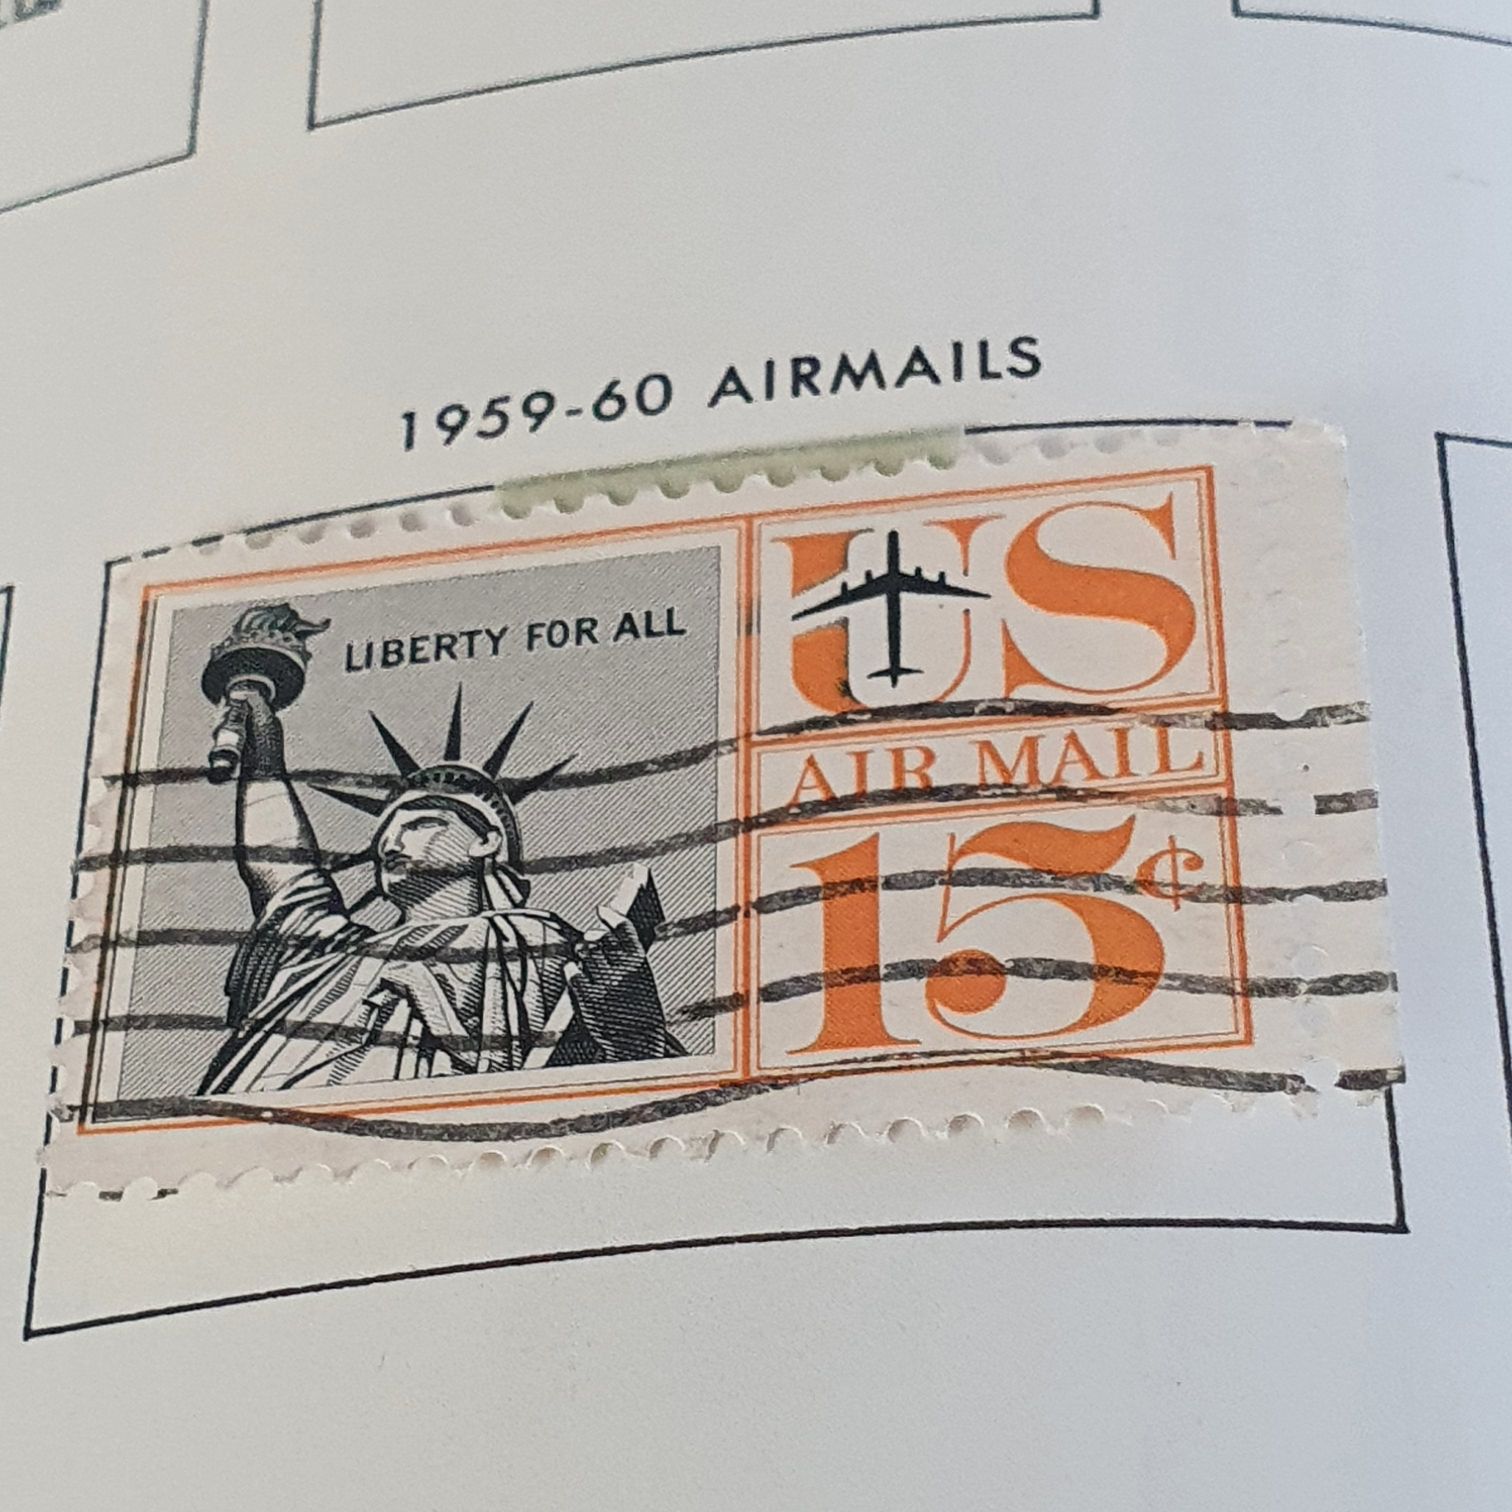 1959-60 AIRMAILS
LIBERTY FOR ALL
US
AIR MAIL
15¢